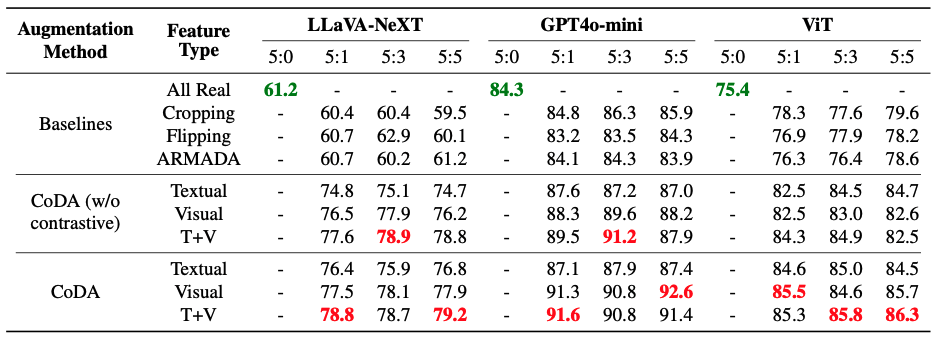 Augmentation Method Feature Type LLaVA-NeXT GPT4o-mini ViT
5:0 5:1 5:3 5:5 5:0 5:1 5:3 5:5 5:0 5:1 5:3 5:5
Baselines
All Real 61.2 - - - 84.3 - - - 75.4 - - -
Cropping - 60.4 60.4 59.5 - 84.8 86.3 85.9 - 78.3 77.6 79.6
Flipping - 60.7 62.9 60.1 - 83.2 83.5 84.3 - 76.9 77.9 78.2
ARMADA - 60.7 60.2 61.2 - 84.1 84.3 83.9 - 76.3 76.4 78.6
CoDA (w/o contrastive)
Textual - 74.8 75.1 74.7 - 87.6 87.2 87.0 - 82.5 84.5 84.7
Visual - 76.5 77.9 76.2 - 88.3 89.6 88.2 - 82.5 83.0 82.6
T+V - 77.6 78.9 78.8 - 89.5 91.2 87.9 - 84.3 84.9 82.5
CoDA
Textual - 76.4 75.9 76.8 - 87.1 87.9 87.4 - 84.6 85.0 84.5
Visual - 77.5 78.1 77.9 - 91.3 90.8 92.6 - 85.5 84.6 85.7
T+V - 78.8 78.7 79.2 - 91.6 90.8 91.4 - 85.3 85.8 86.3